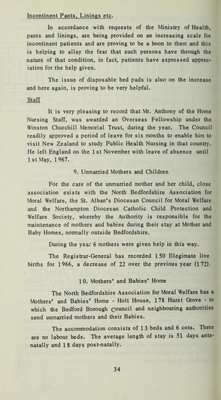 Incontinent Pants, Linings etc.
In accordance with requests of the Ministry of Health,
pants and linings, are being provided on an increasing scale for
incontinent patients and are proving to be a boon to them and this
is helping to allay the fear that such persons have through the
nature of that condition, in fact, patients have expressed apprec-
iation for the help given.
The issue of disposable bed pads is also on the increase
and here again, is proving to be very helpful.
Staff
It is very pleasing to record that Mr. Anthony of the Home
Nursing Staff, was awarded an Overseas Fellowship under the
Winston Churchill Memorial Trust, during the year. The Council
readily approved a period of leave for six months to enable him to
visit New Zealand to study Public Health Nursing in that country.
He left England on the 1st November with leave of absence until
1st May, 1967.
9. Unmarried Mothers and Children
For the care of the unmarried mother and her child, close
association exists with the North Bedfordshire Association for
Moral Welfare, the St. Alban's Diocesan Council for Moral Welfare
and the Northampton Diocesan Catholic Child Protection and
Welfare Society, whereby the Authority is responsible for the
maintenance of mothers and babies during their stay at Mother and
Baby Homes, normally outside Bedfordshire.
During the year 6 mothers were given help in this way.
The Registrar-General has recorded 150 illegimate live
births for 1966, a decrease of 22 over the previous year (172).
10. Mothers' and Babies' Home
The North Bedfordshire Association for Moral Welfare has a
Mothers' and Babies' Home - Holt House, 178 Hurst Grove - to
which the Bedford Borough council and neighbouring authorities
send unmarried mothers and their Babies.
The accommodation consists of 13 beds and 6 cots. There
are no labour beds. The average length of stay is 51 days ante-
natally and 18 days post-natally.
34